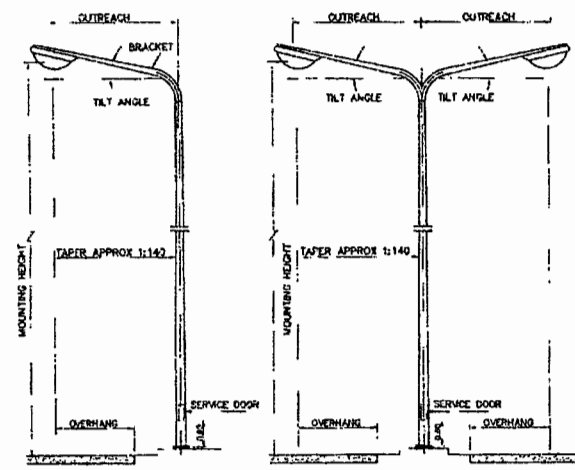 OUTREACH
OUTREACH
OUTREACH
BRACKET
TILT ANGLE
TILT ANGLE
TILT ANGLE
MOUNTING HEIGHT
TAPER APPROX 1:140
MOUNTING HEIGHT
TAPER APPROX 1:140
SERVICE DOOR
SERVICE DOOR
OVERHANG
OVERHANG
OVERHANG